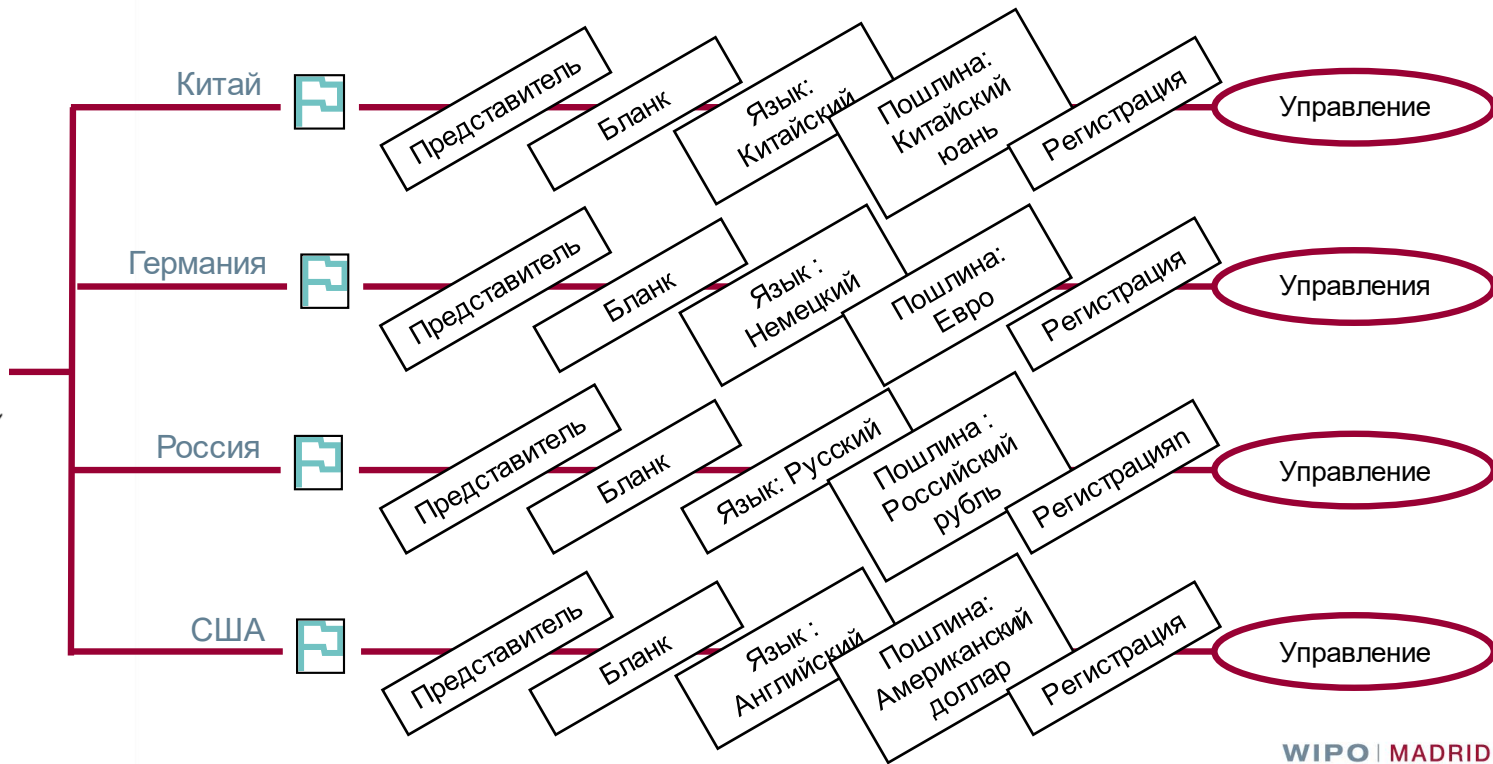 Китай
Представитель
Бланк
Язык:
Китайский
Пошлина:
Китайский
юань
Регистрация
Управление
Германия
Представитель
Бланк
Язык :
Немецкий
Пошлина:
Евро
Регистрация
Управления
Россия
Представитель
Бланк
Язык: Русский
Пошлина :
Российский
рубль
Регистрацияn
Управление
США
Представитель
Бланк
Язык :
Английский
Пошлина:
Американский
доллар
Регистрация
Управление
WIPO | MADRID